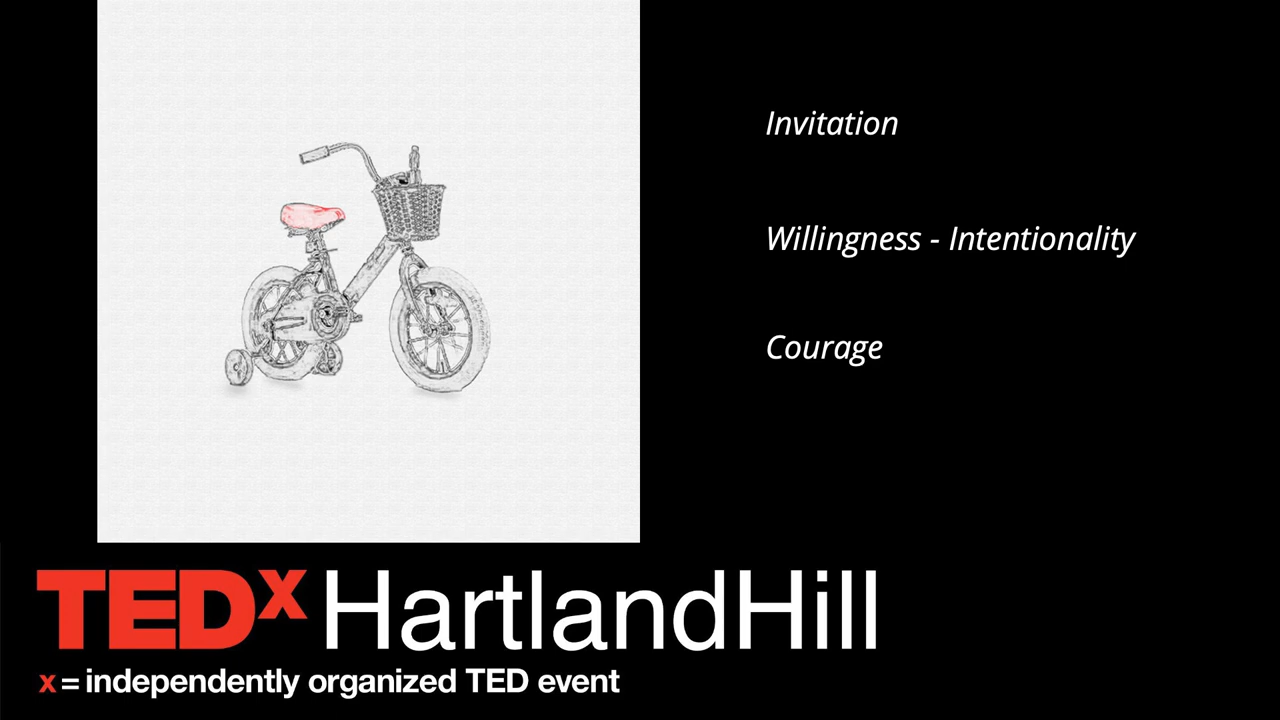 Invitation
Willingness - Intentionality
Courage
TEDx HartlandHill
x = independently organized TED event